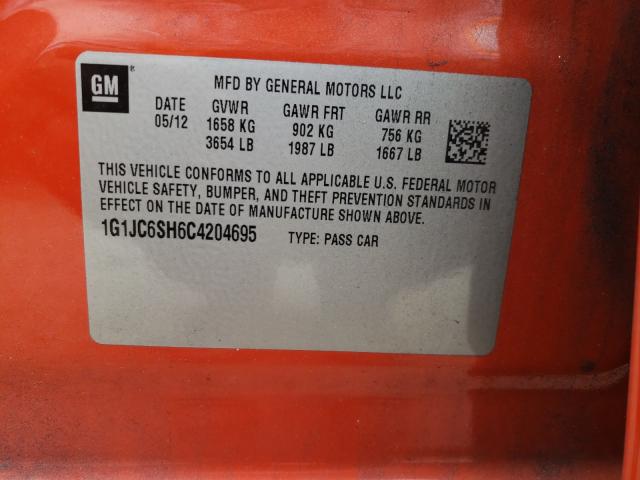 GM
MFD BY GENERAL MOTORS LLC
DATE GVWR GAWR FRT GAWR RR
05/12 1658 KG 902 KG 756 KG
3654 LB 1987 LB 1667 LB
THIS VEHICLE CONFORMS TO ALL APPLICABLE U.S. FEDERAL MOTOR
VEHICLE SAFETY, BUMPER, AND THEFT PREVENTION STANDARDS IN
EFFECT ON THE DATE OF MANUFACTURE SHOWN ABOVE.
1G1JC6SH6C4204695 TYPE: PASS CAR